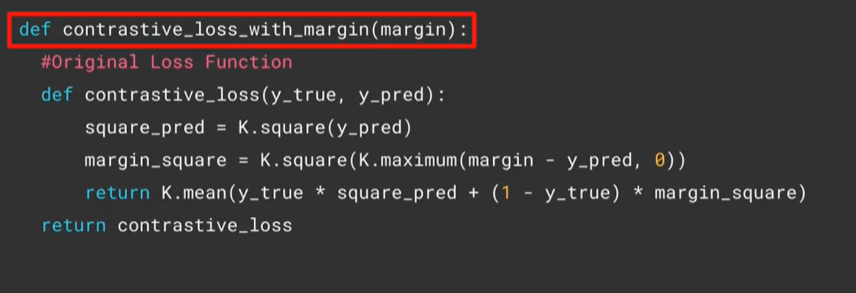 def contrastive_loss_with_margin(margin):
  #Original Loss Function
  def contrastive_loss(y_true, y_pred):
      square_pred = K.square(y_pred)
      margin_square = K.square(K.maximum(margin - y_pred, 0))
      return K.mean(y_true * square_pred + (1 - y_true) * margin_square)
  return contrastive_loss